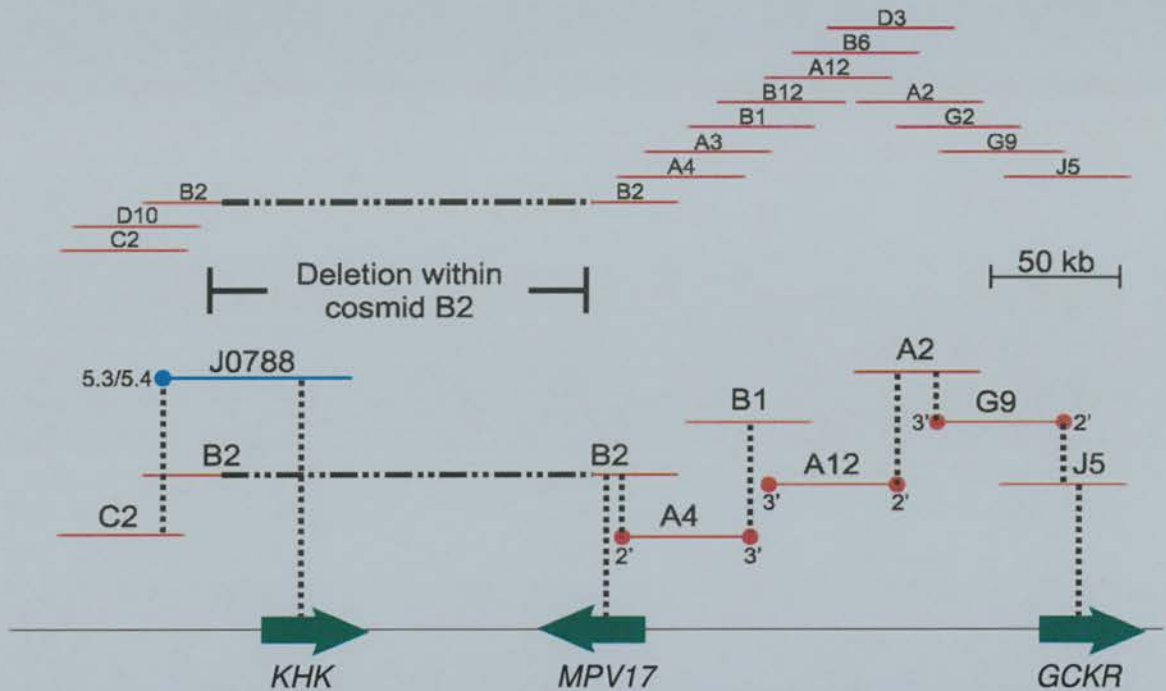 D3
B6
A12
B12 A2
B1 G2
A3 G9
A4 J5
B2 B2
D10
C2
50 kb
Deletion within
cosmid B2
A2
5.3/5.4 J0788
B1 G9
3' 2'
B2 B2 A12 J5
3' 2'
C2 A4
2' 3'
KHK MPV17 GCKR